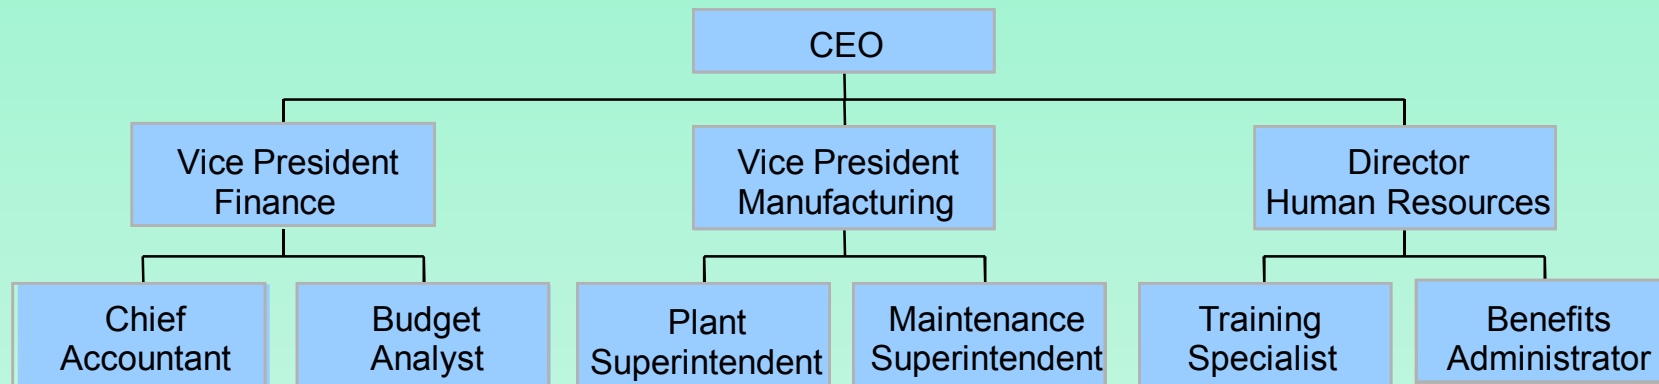 CEO
Vice President
Finance
Vice President
Manufacturing
Director
Human Resources
Chief
Accountant
Budget
Analyst
Plant
Superintendent
Maintenance
Superintendent
Training
Specialist
Benefits
Administrator